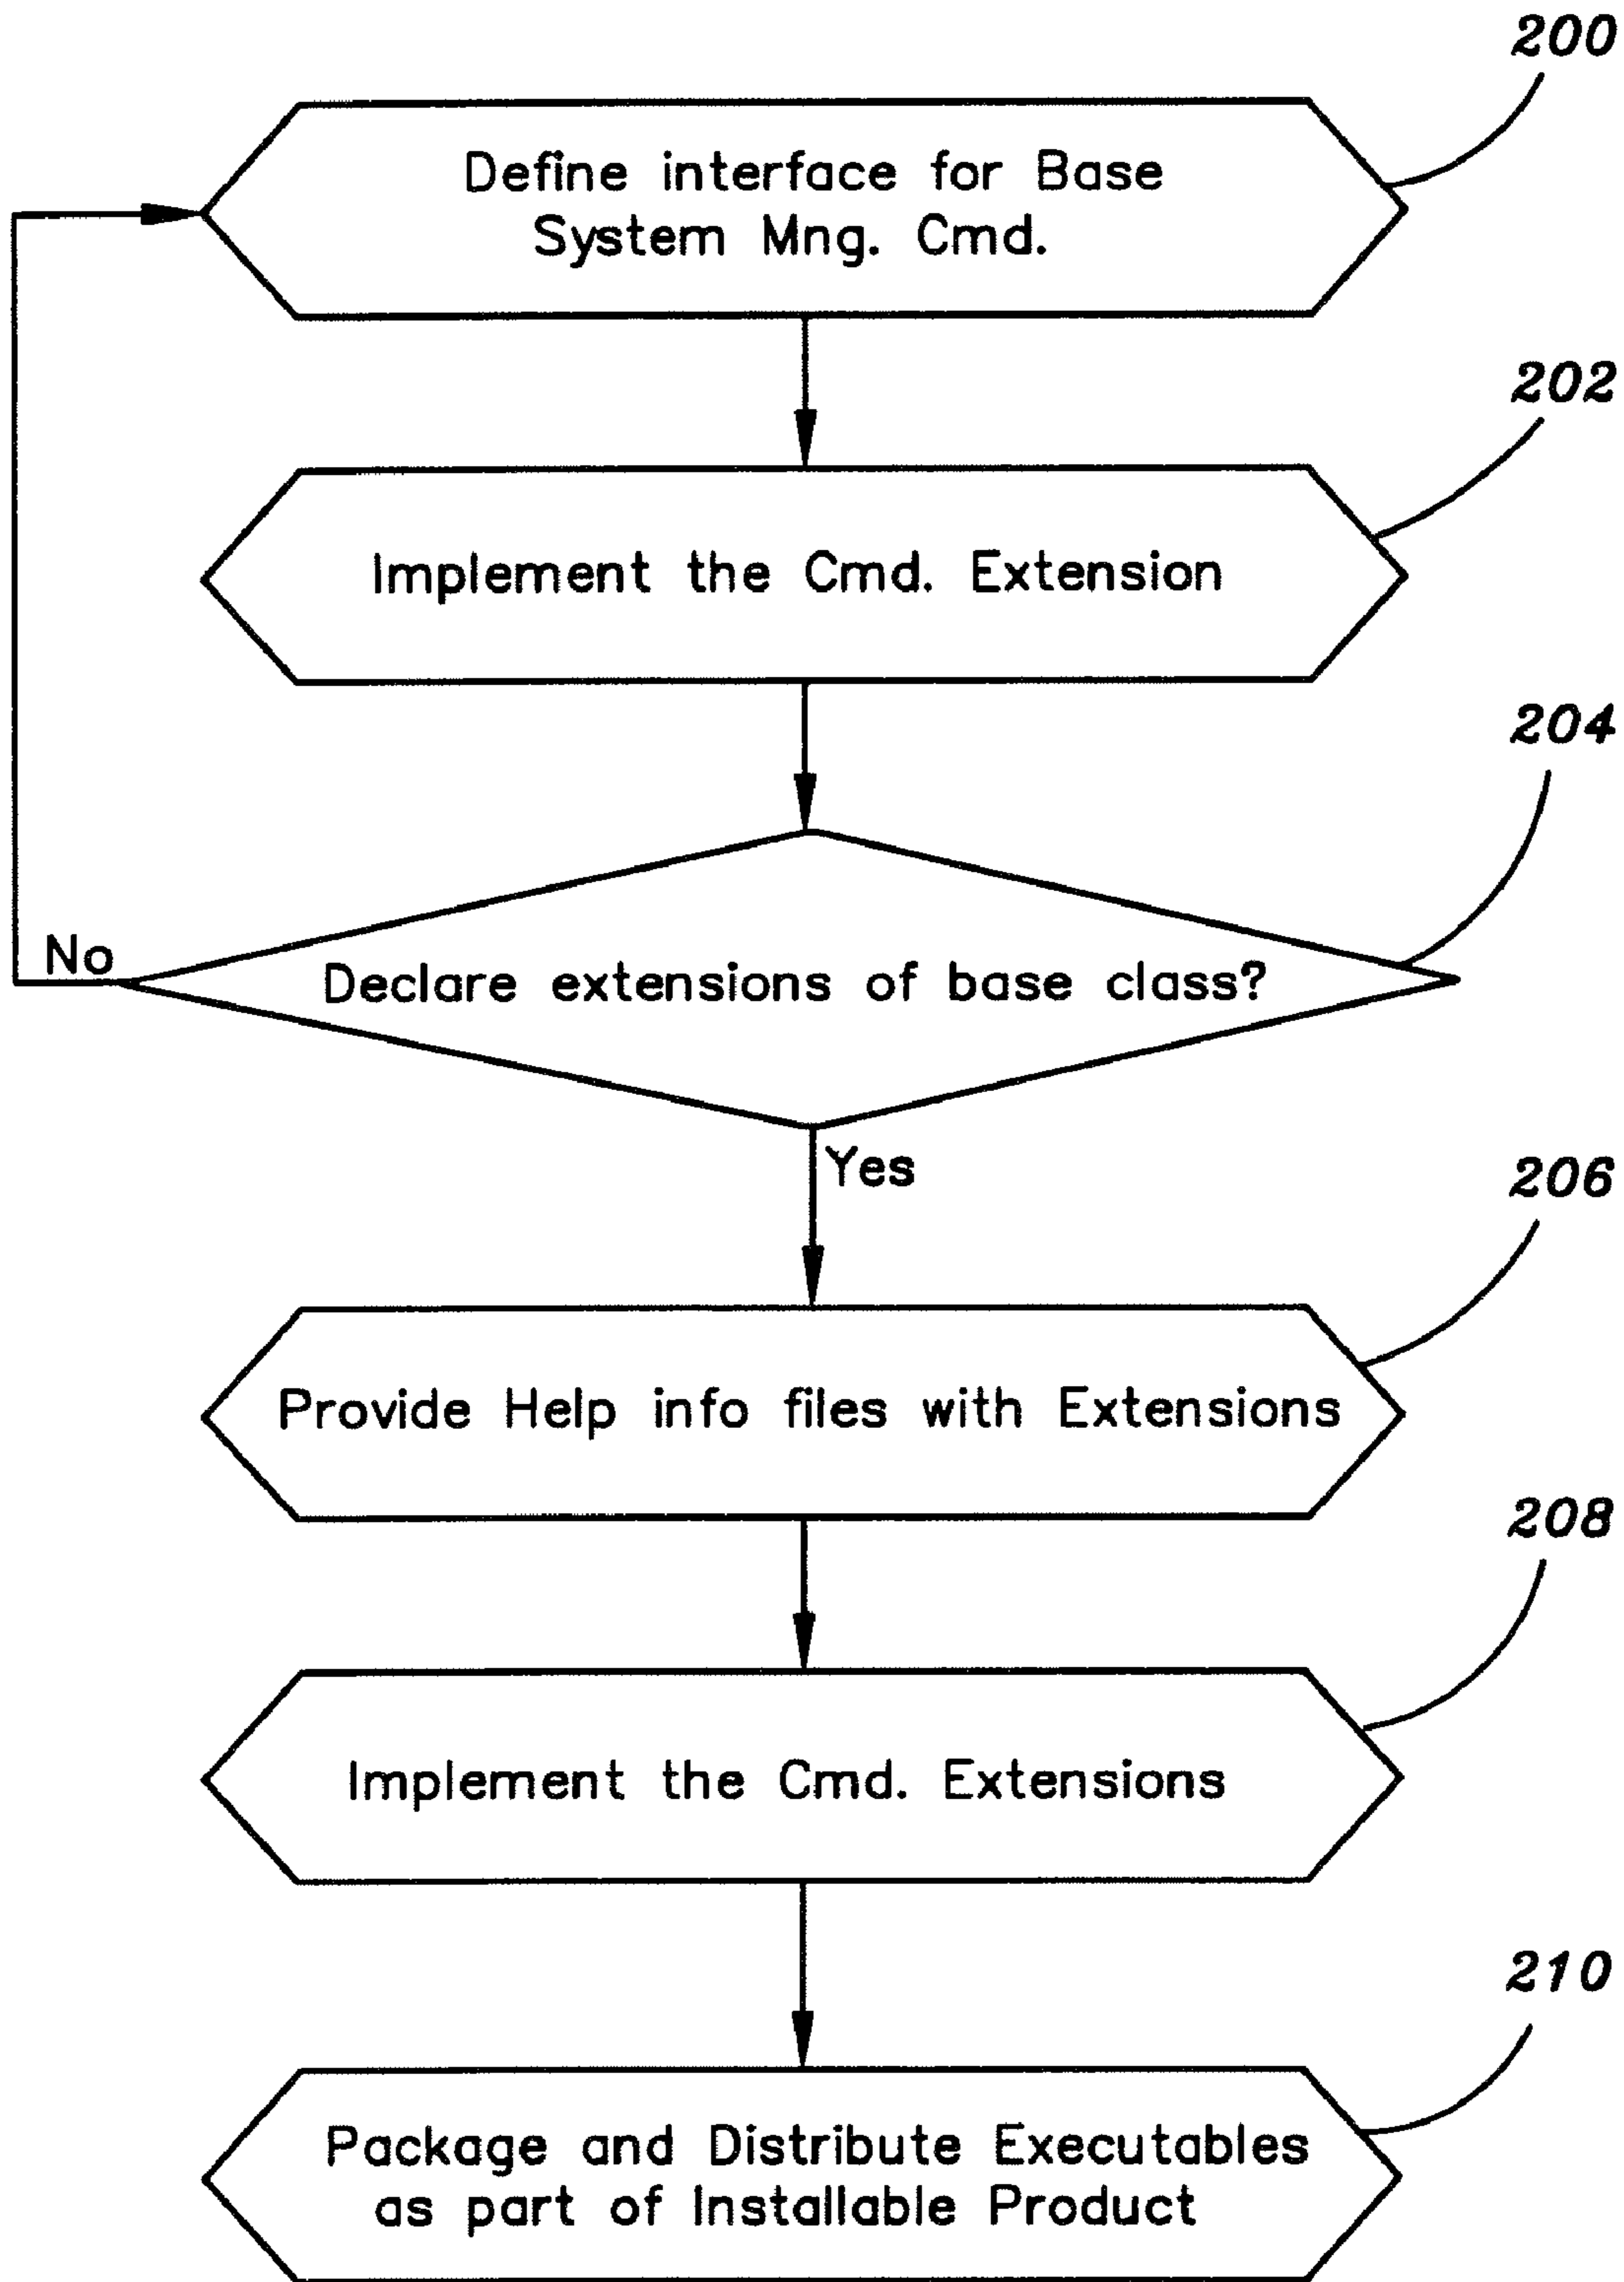 200
Define interface for Base
System Mng. Cmd.
202
Implement the Cmd. Extension
204
No
Declare extensions of base class?
Yes
206
Provide Help info files with Extensions
208
Implement the Cmd. Extensions
210
Package and Distribute Executables
as part of Installable Product